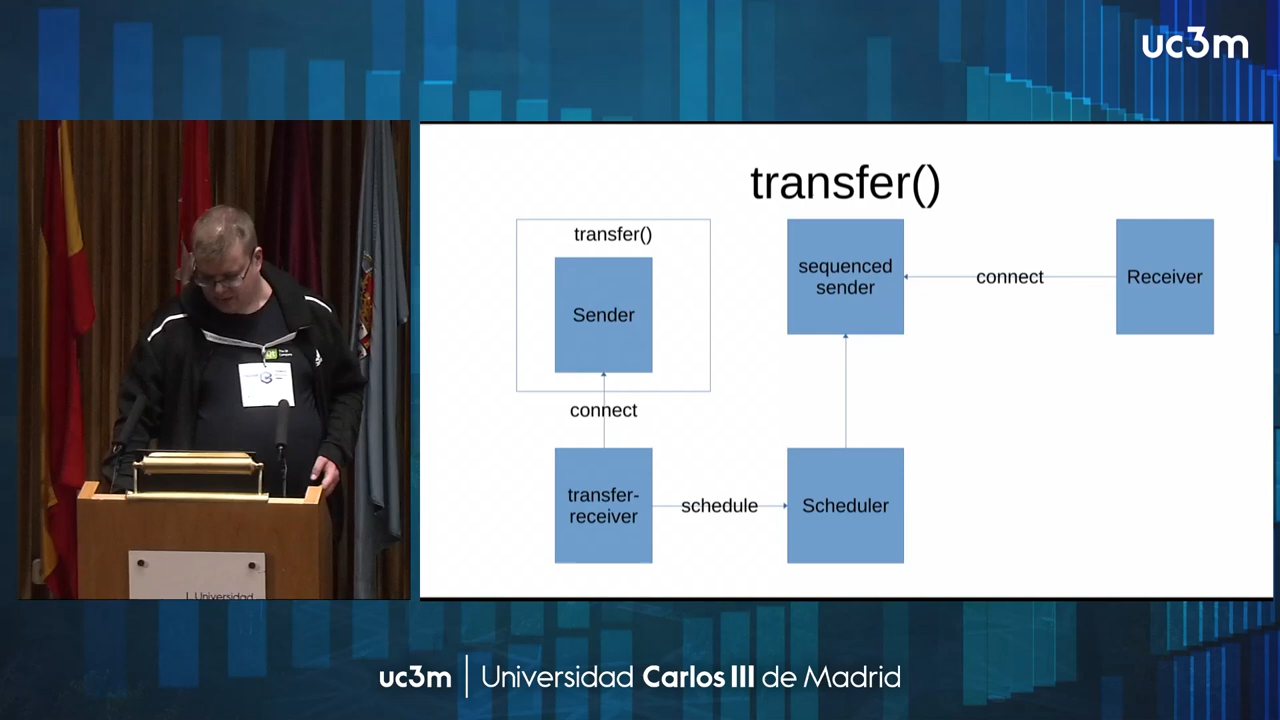 uc3m
transfer()
transfer()
Sender
connect
transfer-
receiver
schedule
Scheduler
sequenced
sender
connect
Receiver
Universidad
uc3m | Universidad Carlos III de Madrid